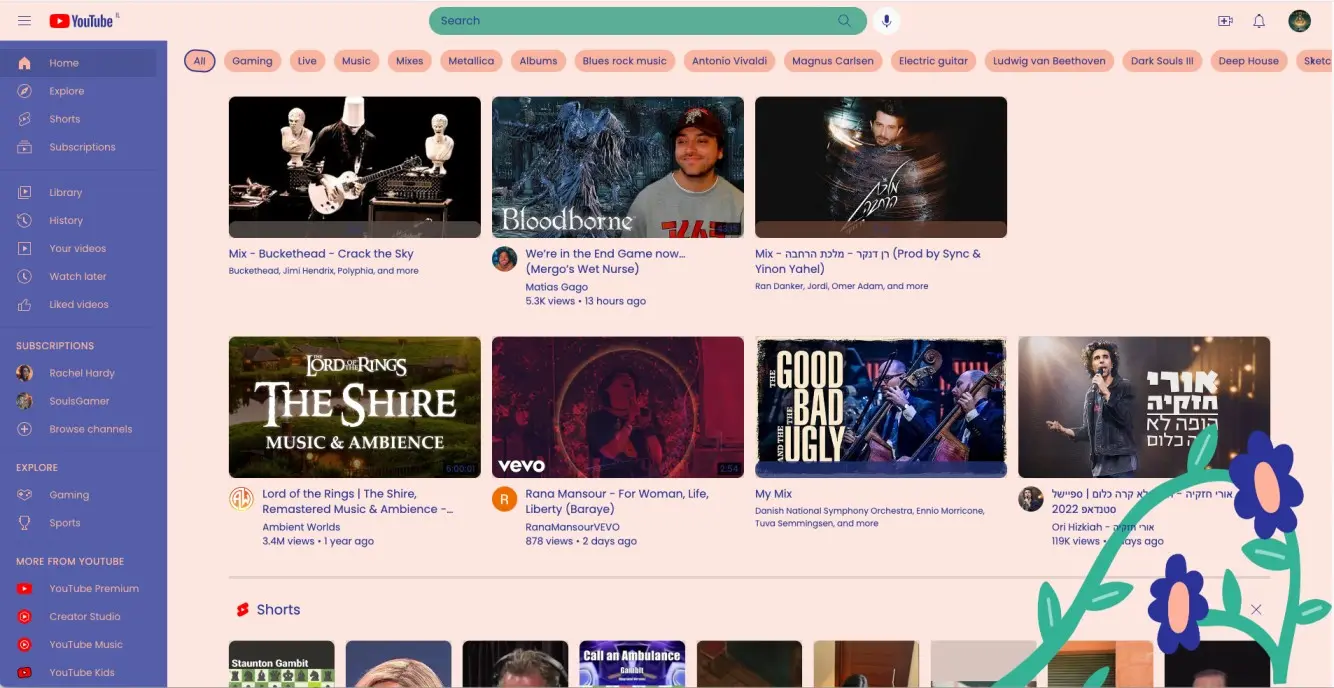 YouTube IL
Search
All
Gaming
Live
Music
Mixes
Metallica
Albums
Blues rock music
Antonio Vivaldi
Magnus Carlsen
Electric guitar
Ludwig van Beethoven
Dark Souls III
Deep House
Sketc
Home
Explore
Shorts
Subscriptions
Library
History
Your videos
Watch later
Liked videos
SUBSCRIPTIONS
Rachel Hardy
SoulsGamer
Browse channels
EXPLORE
Gaming
Sports
MORE FROM YOUTUBE
YouTube Premium
Creator Studio
YouTube Music
YouTube Kids
Mix - Buckethead - Crack the Sky
Buckethead, Jimi Hendrix, Polyphia, and more
Bloodborne
43:15
We're in the End Game now...
(Mergo's Wet Nurse)
Matias Gago
5.3K views • 13 hours ago
מלכת
הרחבה
Mix - רן דנקר - מלכת הרחבה (Prod by Sync &
Yinon Yahel)
Ran Danker, Jordi, Omer Adam, and more
THE LORD OF THE RINGS
THE SHIRE
MUSIC & AMBIENCE
6:00:01
Lord of the Rings | The Shire,
Remastered Music & Ambience -...
Ambient Worlds
3.4M views • 1 year ago
vevo
2:54
R
Rana Mansour - For Woman, Life,
Liberty (Baraye)
RanaMansourVEVO
878 views • 2 days ago
THE GOOD
THE BAD
AND THE UGLY
My Mix
Danish National Symphony Orchestra, Ennio Morricone,
Tuva Semmingsen, and more
אורי
חזקיה
הופה לא
ה כלום
אורי חזקיה - לא קרה כלום | ספיישל
סטנדאפ 2022
Ori Hizkiah - אורי חזקיה
119K views • days ago
Shorts
Staunton Gambit
Call an Ambulance
Gambit